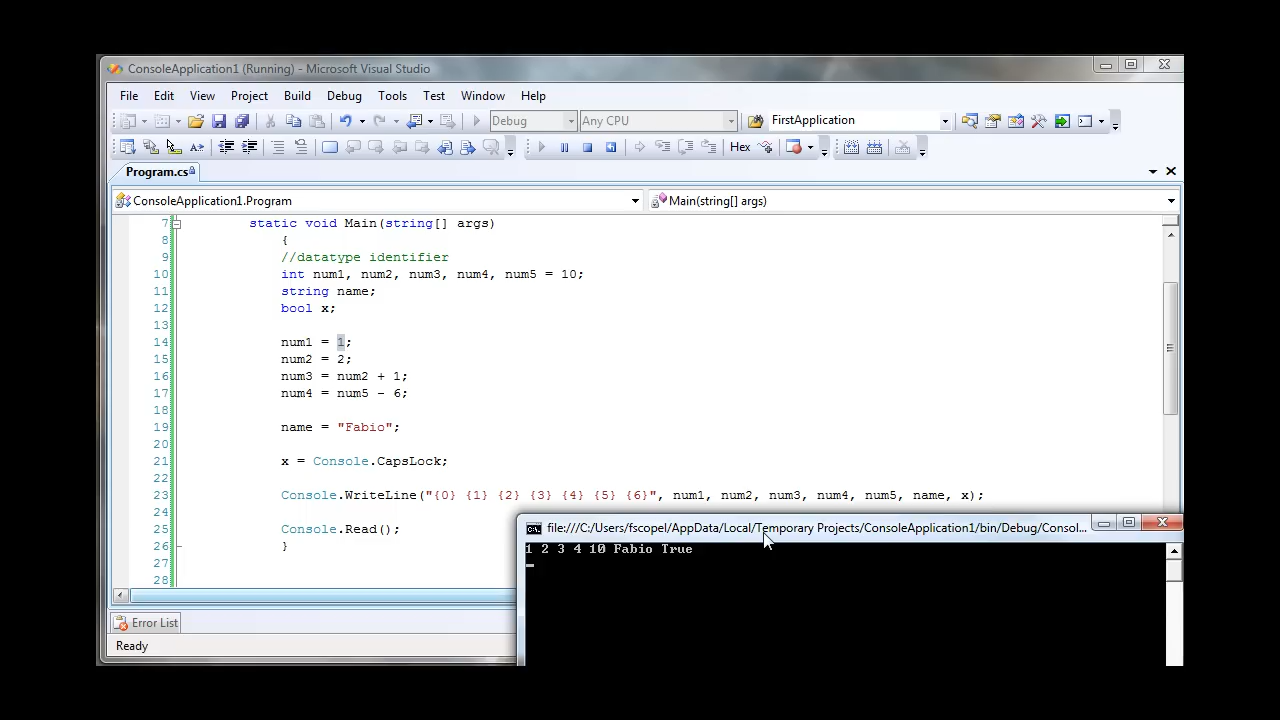 ConsoleApplication1 (Running) - Microsoft Visual Studio
File Edit View Project Build Debug Tools Test Window Help
Debug Any CPU FirstApplication
Hex
Program.cs
ConsoleApplication1.Program Main(string[] args)
7 static void Main(string[] args)
8 {
9 //datatype identifier
10 int num1, num2, num3, num4, num5 = 10;
11 string name;
12 bool x;
13
14 num1 = 1;
15 num2 = 2;
16 num3 = num2 + 1;
17 num4 = num5 - 6;
18
19 name = "Fabio";
20
21 x = Console.CapsLock;
22
23 Console.WriteLine("{0} {1} {2} {3} {4} {5} {6}", num1, num2, num3, num4, num5, name, x);
24
25 Console.Read();
26 }
27
28
file:///C:/Users/fscopel/AppData/Local/Temporary Projects/ConsoleApplication1/bin/Debug/Consol...
1 2 3 4 10 Fabio True
Error List
Ready